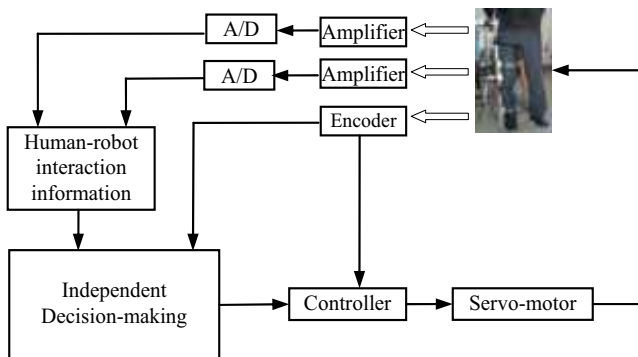 A/D
Amplifier
A/D
Amplifier
Encoder
Human-robot
interaction
information
Independent
Decision-making
Controller
Servo-motor